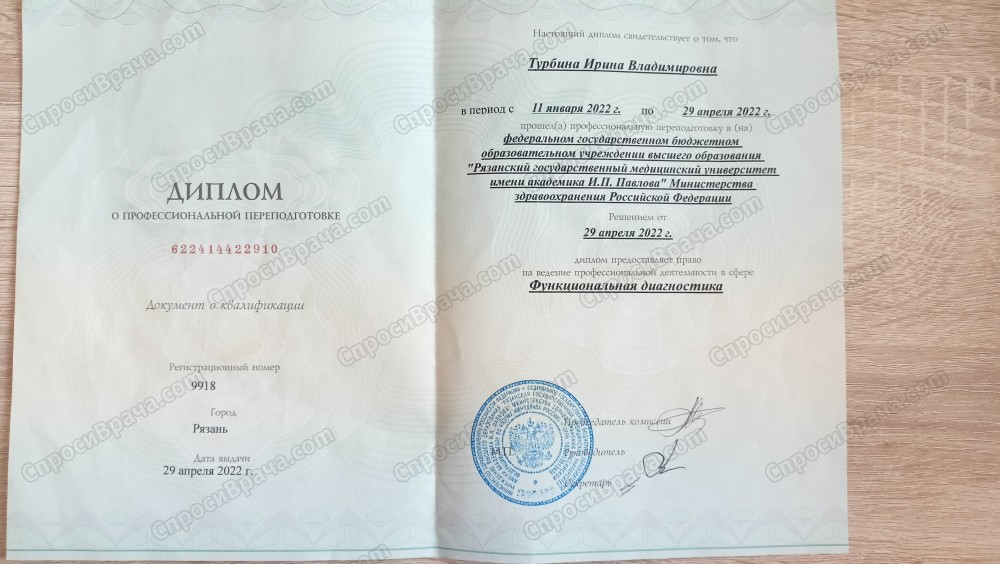 ДИПЛОМ
О ПРОФЕССИОНАЛЬНОЙ ПЕРЕПОДГОТОВКЕ
622414422910
Документ о квалификации
Регистрационный номер
9918
Город
Рязань
Дата выдачи
29 апреля 2022 г.
Настоящий диплом свидетельствует о том, что
Турбина Ирина Владимировна
в период с 11 января 2022 г. по 29 апреля 2022 г.
прошел(а) профессиональную переподготовку в (на)
федеральном государственном бюджетном
образовательном учреждении высшего образования
"Рязанский государственный медицинский университет
имени академика И.П. Павлова" Министерства
здравоохранения Российской Федерации
Решением от
29 апреля 2022 г.
диплом предоставляет право
на ведение профессиональной деятельности в сфере
Функциональная диагностика
Председатель комиссии
М.П.
Руководитель
Секретарь
СпросиВрача.com